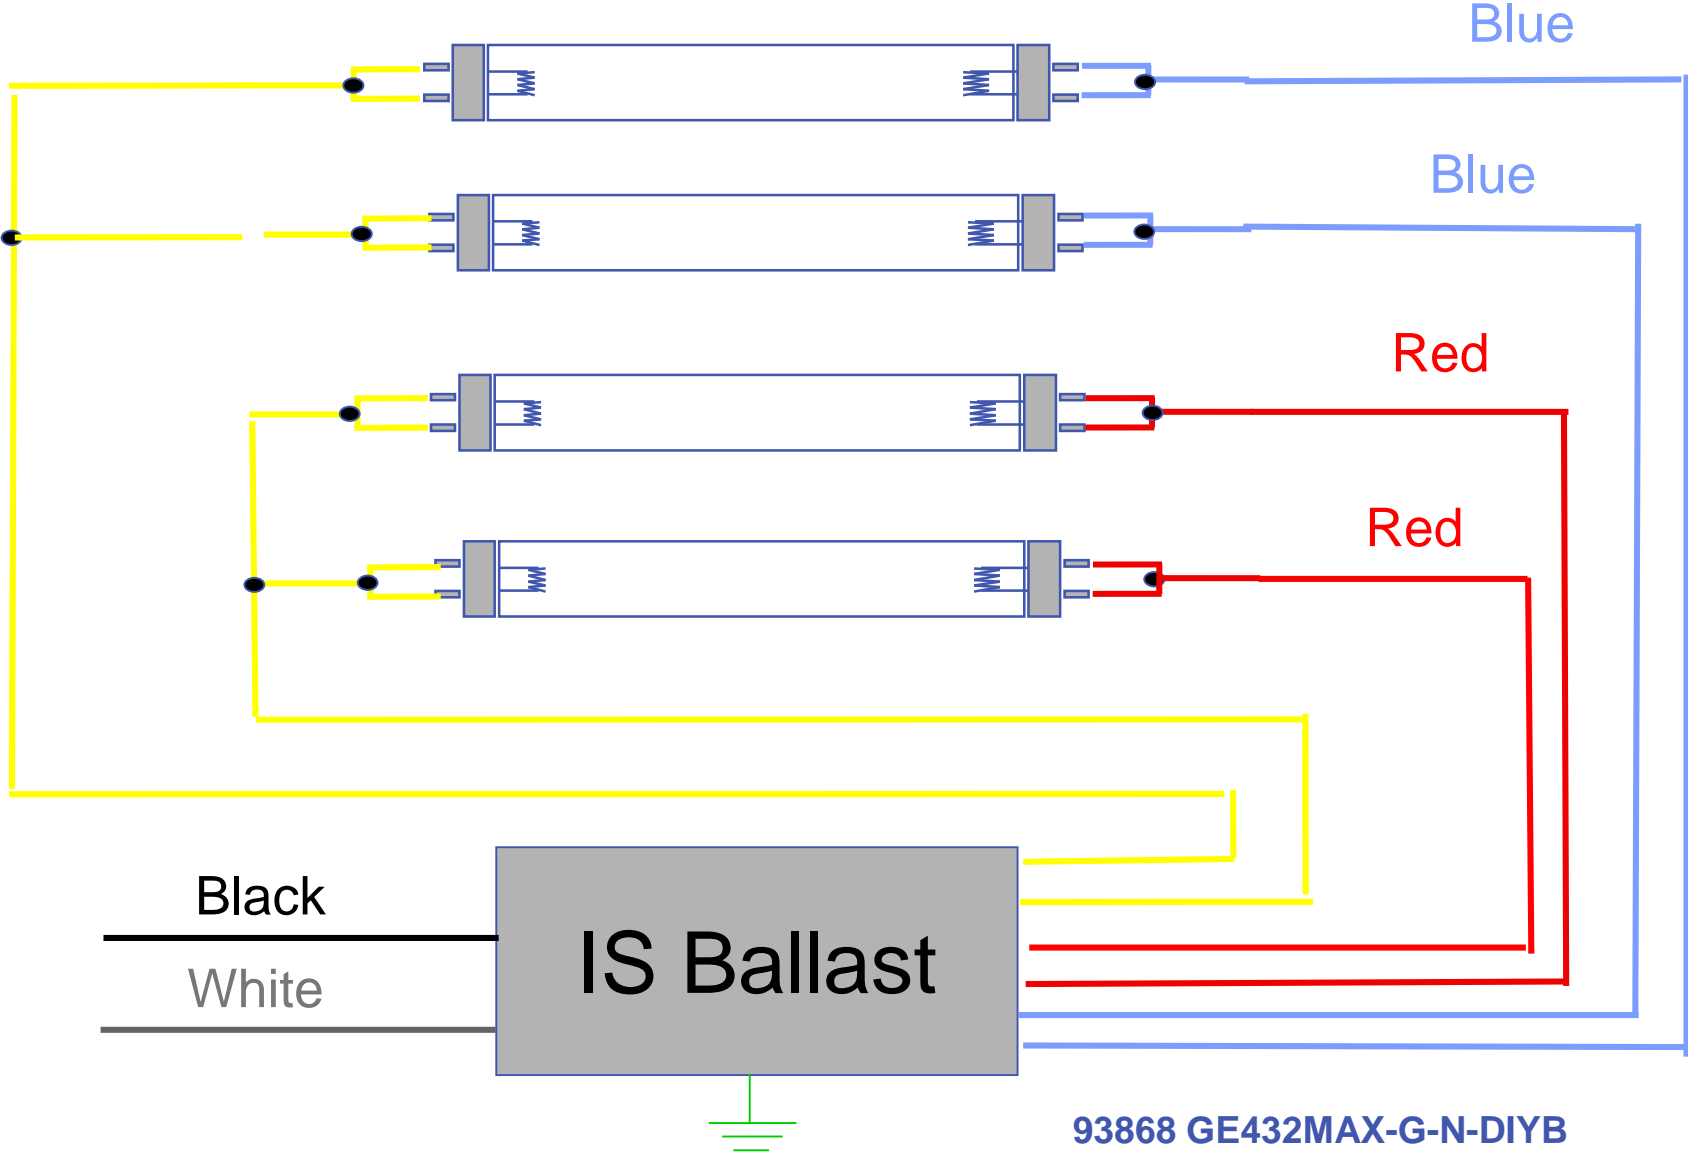 Blue
Blue
Red
Red
Black
White
IS Ballast
93868 GE432MAX-G-N-DIYB